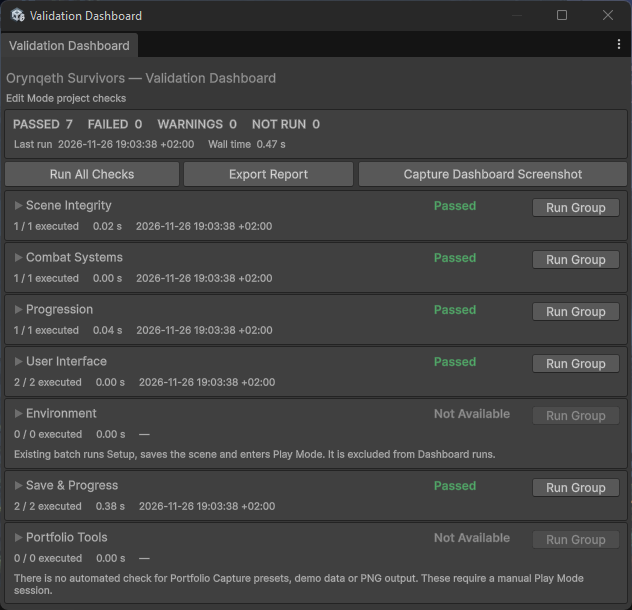 Validation Dashboard
Validation Dashboard
Orynqeth Survivors — Validation Dashboard
Edit Mode project checks
PASSED 7 FAILED 0 WARNINGS 0 NOT RUN 0
Last run 2026-11-26 19:03:38 +02:00 Wall time 0.47 s
Run All Checks Export Report Capture Dashboard Screenshot
Scene Integrity Passed Run Group
1 / 1 executed 0.02 s 2026-11-26 19:03:38 +02:00
Combat Systems Passed Run Group
1 / 1 executed 0.00 s 2026-11-26 19:03:38 +02:00
Progression Passed Run Group
1 / 1 executed 0.04 s 2026-11-26 19:03:38 +02:00
User Interface Passed Run Group
2 / 2 executed 0.00 s 2026-11-26 19:03:38 +02:00
Environment Not Available Run Group
0 / 0 executed 0.00 s —
Existing batch runs Setup, saves the scene and enters Play Mode. It is excluded from Dashboard runs.
Save & Progress Passed Run Group
2 / 2 executed 0.38 s 2026-11-26 19:03:38 +02:00
Portfolio Tools Not Available Run Group
0 / 0 executed 0.00 s —
There is no automated check for Portfolio Capture presets, demo data or PNG output. These require a manual Play Mode
session.